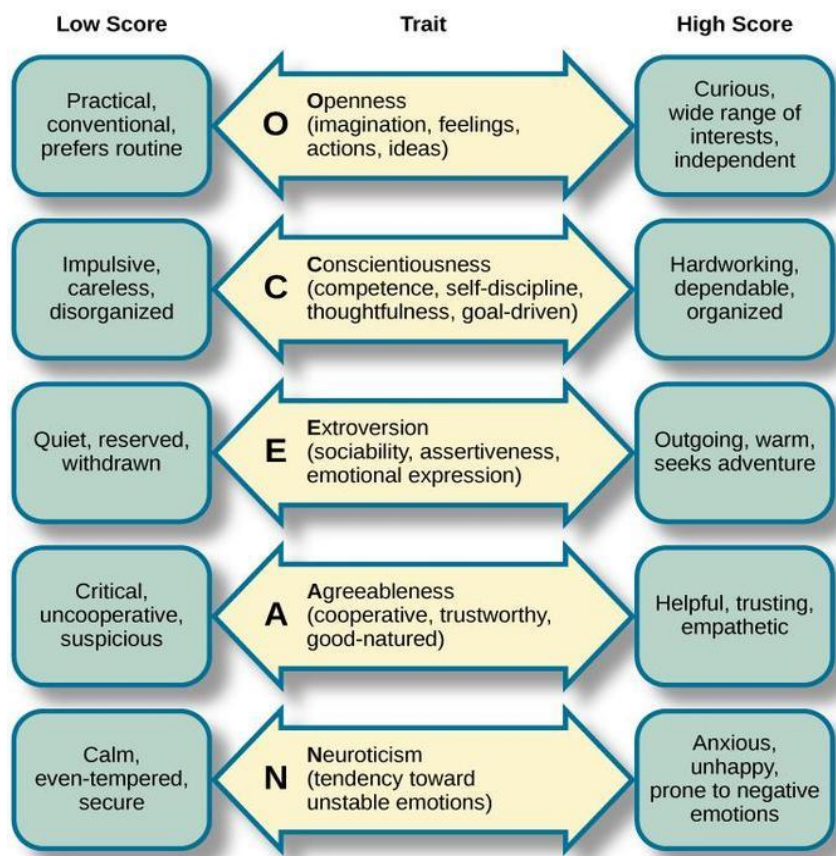 Low Score
Trait
High Score
Practical,
conventional,
prefers routine
O
Openness
(imagination, feelings,
actions, ideas)
Curious,
wide range of
interests,
independent
Impulsive,
careless,
disorganized
C
Conscientiousness
(competence, self-discipline,
thoughtfulness, goal-driven)
Hardworking,
dependable,
organized
Quiet, reserved,
withdrawn
E
Extroversion
(sociability, assertiveness,
emotional expression)
Outgoing, warm,
seeks adventure
Critical,
uncooperative,
suspicious
A
Agreeableness
(cooperative, trustworthy,
good-natured)
Helpful, trusting,
empathetic
Calm,
even-tempered,
secure
N
Neuroticism
(tendency toward
unstable emotions)
Anxious,
unhappy,
prone to negative
emotions